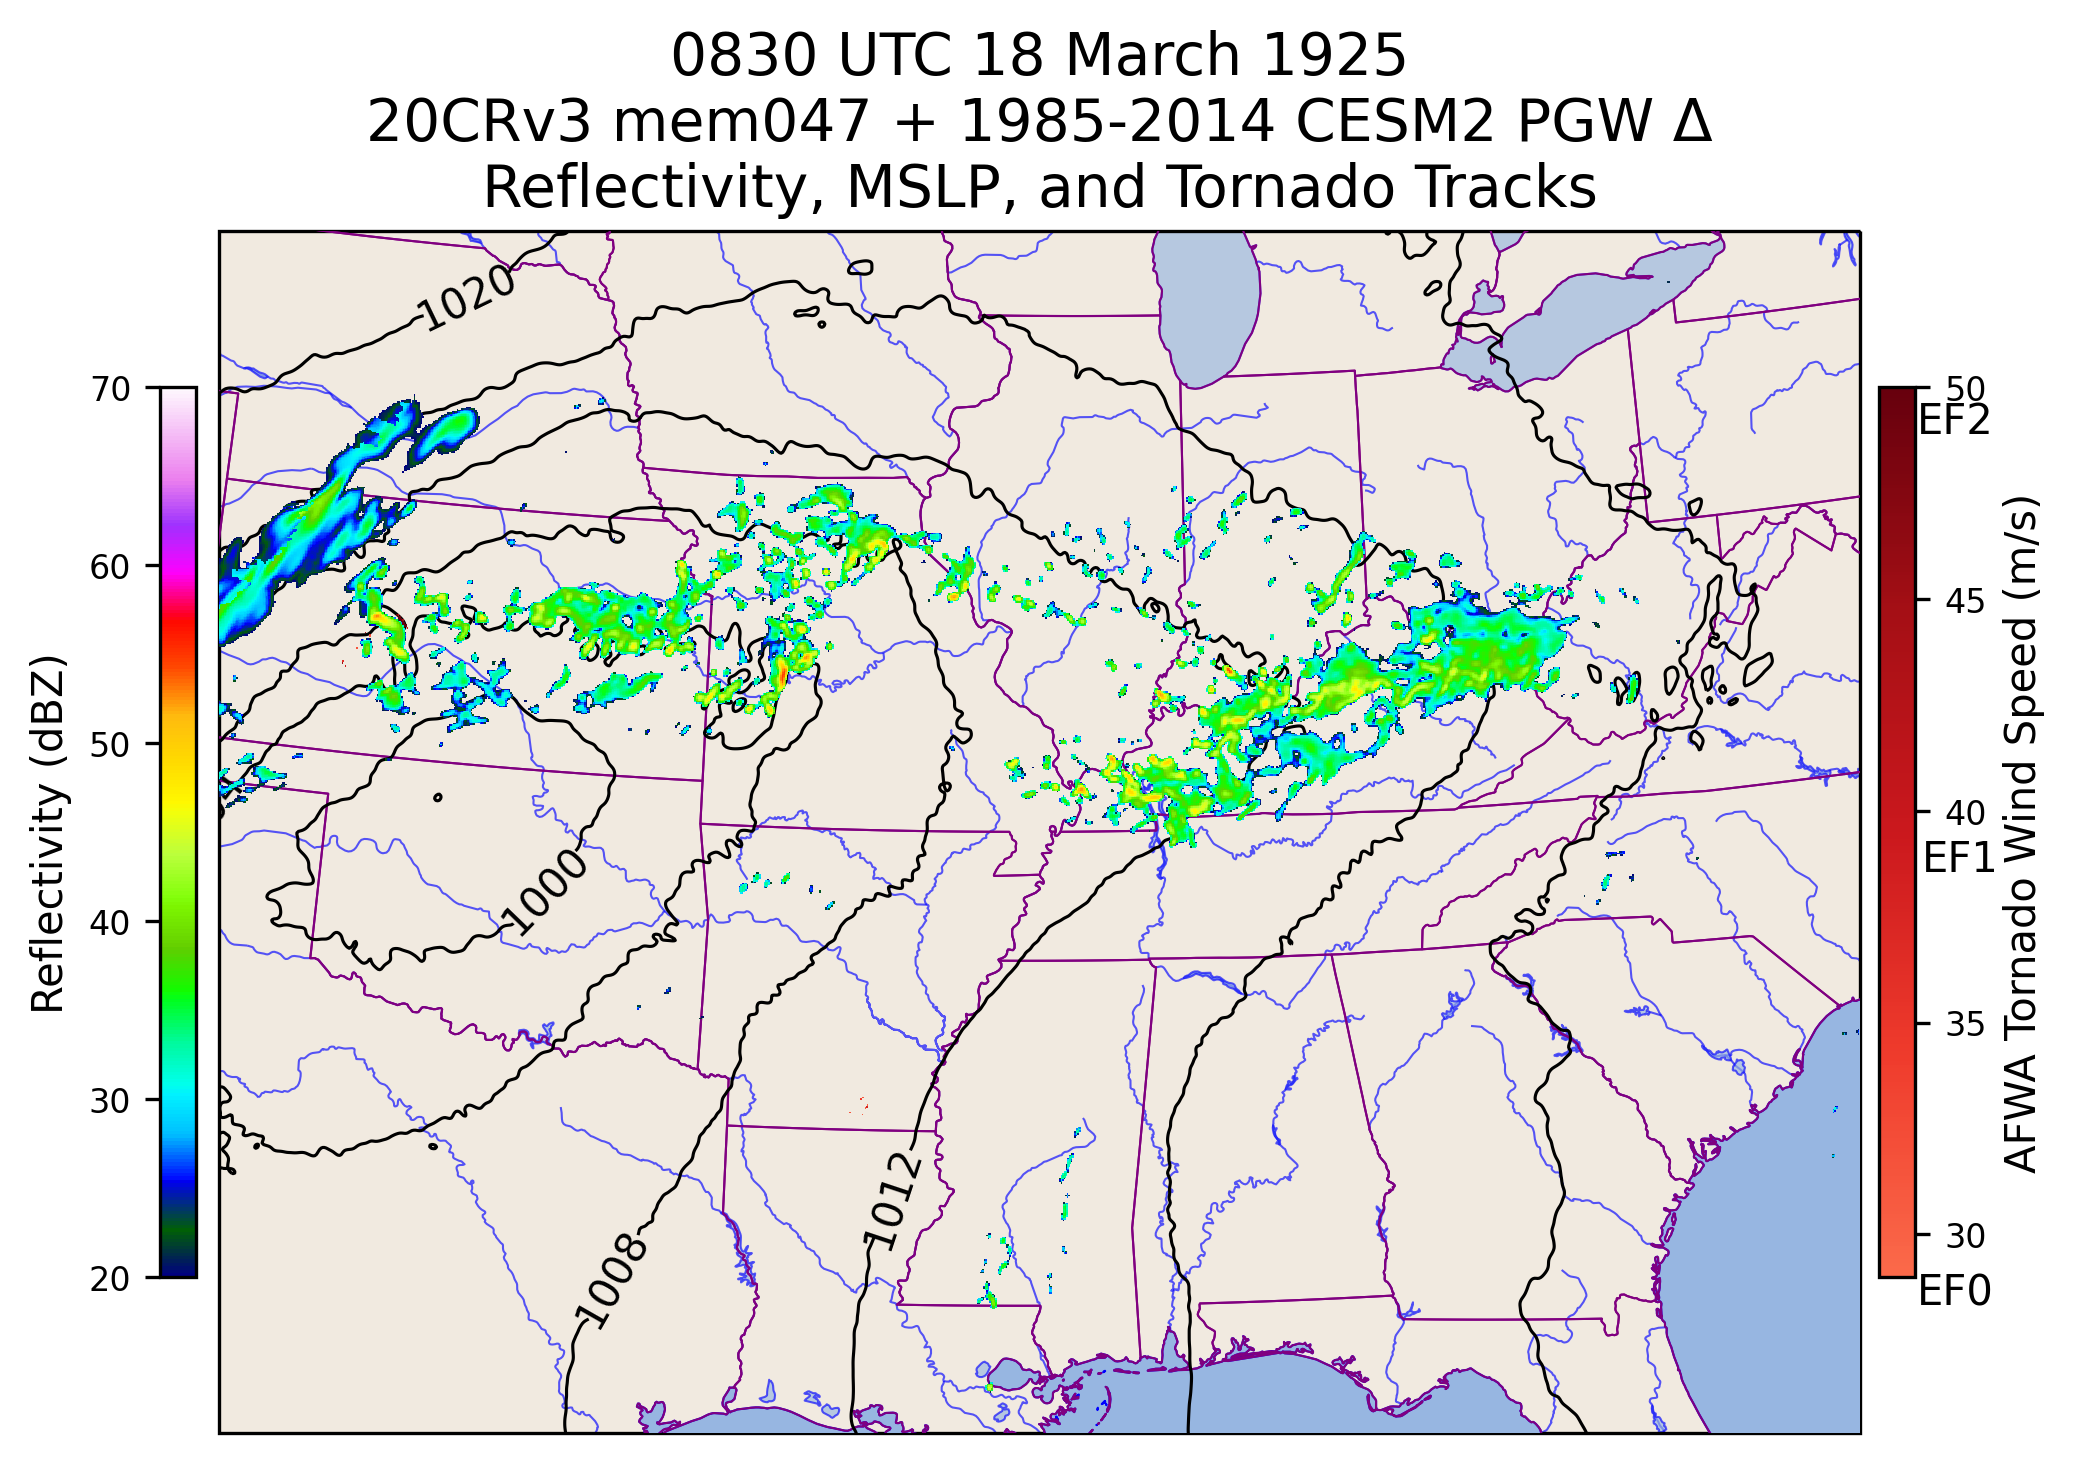 0830 UTC 18 March 1925
20CRv3 mem047 + 1985-2014 CESM2 PGW Δ
Reflectivity, MSLP, and Tornado Tracks
1020
1000
1012
1008
70
60
50
40
30
20
Reflectivity (dBZ)
50
EF2
45
40
EF1
35
30
EF0
AFWA Tornado Wind Speed (m/s)